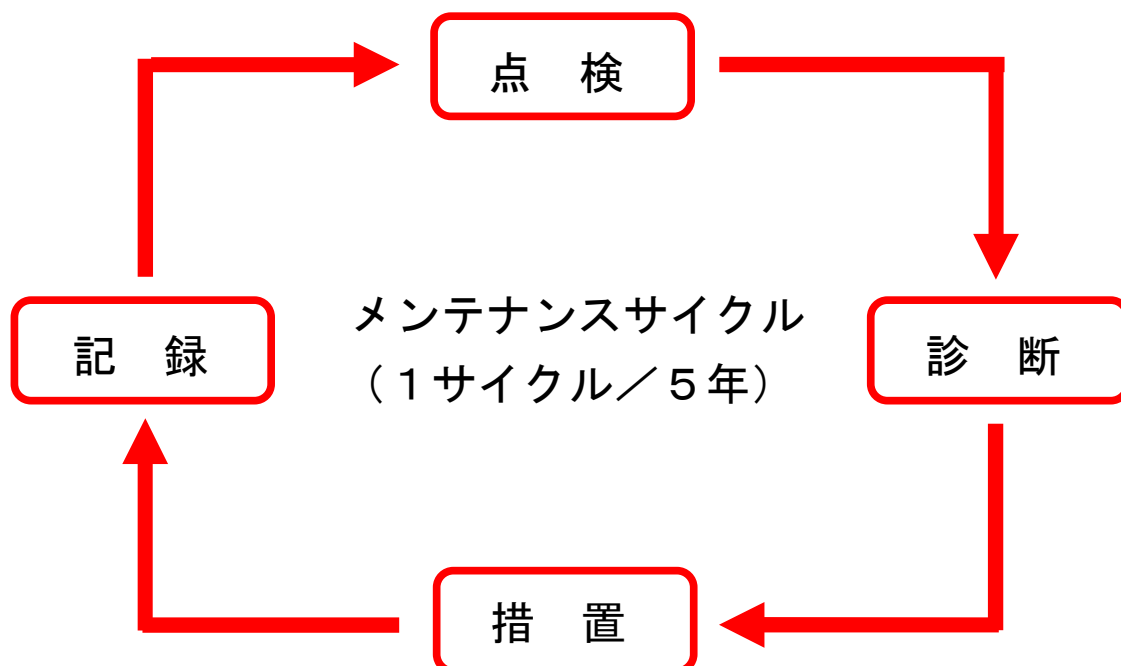 点　検
メンテナンスサイクル
（１サイクル／５年）
記　録
診　断
措　置